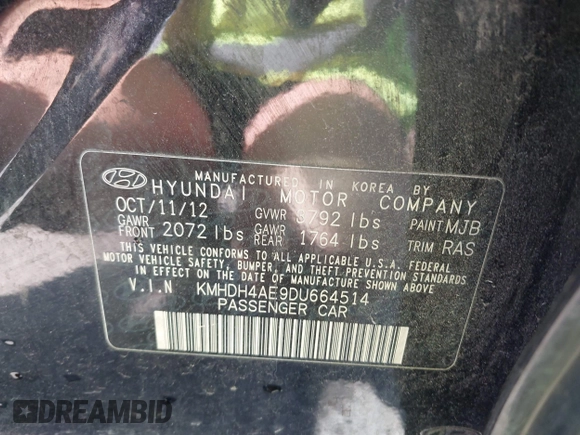 MANUFACTURED IN KOREA BY
HYUNDAI MOTOR COMPANY
OCT/11/12 GVWR 3792 lbs PAINT MJB
GAWR FRONT 2072 lbs GAWR REAR 1764 lbs TRIM RAS
THIS VEHICLE CONFORMS TO ALL APPLICABLE U.S.A. FEDERAL
MOTOR VEHICLE SAFETY, BUMPER, AND THEFT PREVENTION STANDARDS
IN EFFECT ON THE DATE OF MANUFACTURE SHOWN ABOVE.
V.I.N KMHDH4AE9DU664514
PASSENGER CAR
DREAMBID